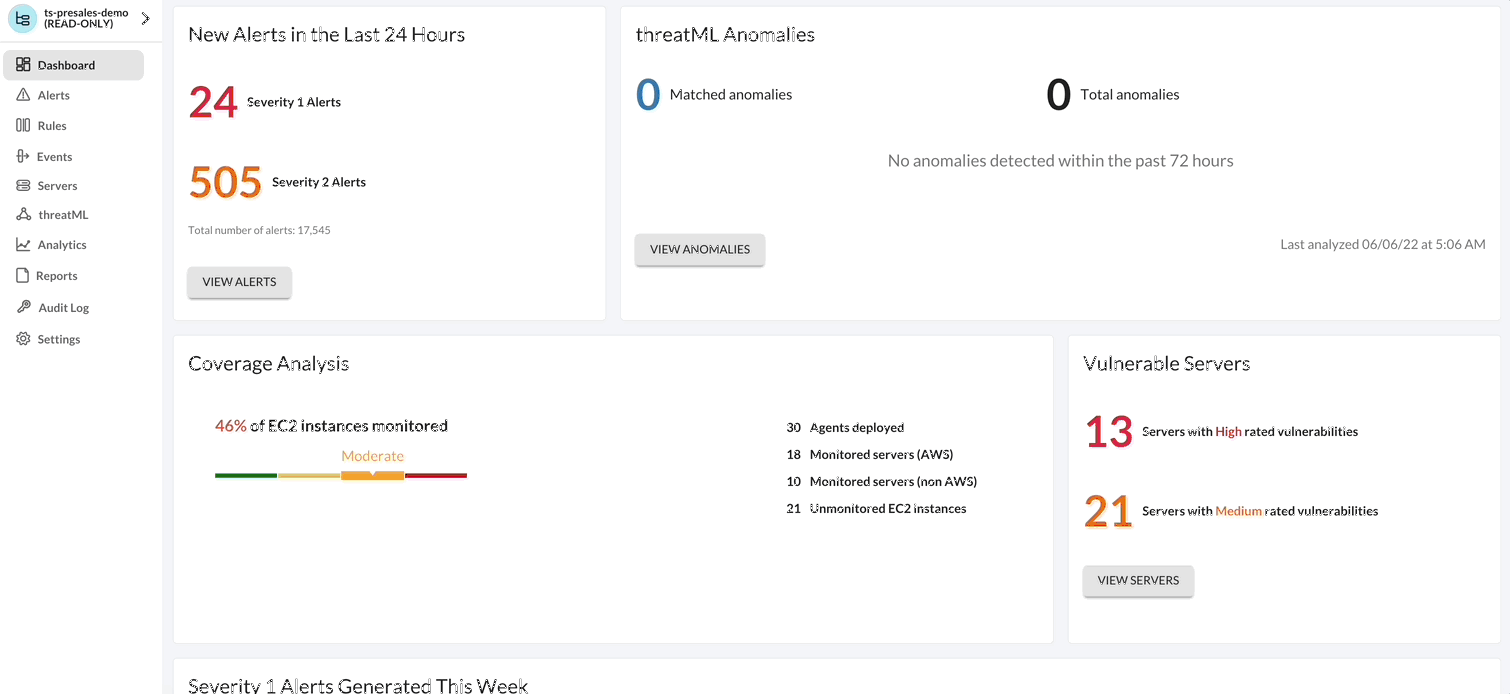 ts-presales-demo
(READ-ONLY)
Dashboard
Alerts
Rules
Events
Servers
threatML
Analytics
Reports
Audit Log
Settings
New Alerts in the Last 24 Hours
24 Severity 1 Alerts
505 Severity 2 Alerts
Total number of alerts: 17,545
VIEW ALERTS
threatML Anomalies
0 Matched anomalies
0 Total anomalies
No anomalies detected within the past 72 hours
VIEW ANOMALIES
Last analyzed 06/06/22 at 5:06 AM
Coverage Analysis
46% of EC2 instances monitored
Moderate
30 Agents deployed
18 Monitored servers (AWS)
10 Monitored servers (non AWS)
21 Unmonitored EC2 instances
Vulnerable Servers
13 Servers with High rated vulnerabilities
21 Servers with Medium rated vulnerabilities
VIEW SERVERS
Severity 1 Alerts Generated This Week